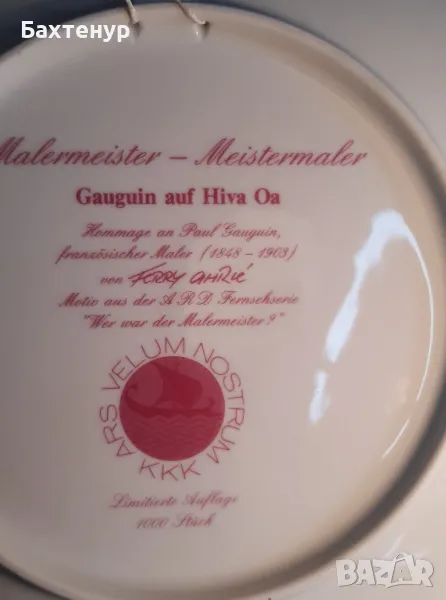 Бахтенур
Malermeister – Meistermaler
Gauguin auf Hiva Oa
Hommage an Paul Gauguin,
französischer Maler (1848–1903)
von FERRY AHRLÉ
Motiv aus der ARD Fernsehserie
"Wer war der Malermeister?"
ARS VELUM NOSTRUM
KKK
Limitierte Auflage
1000 Stück
BAZAR